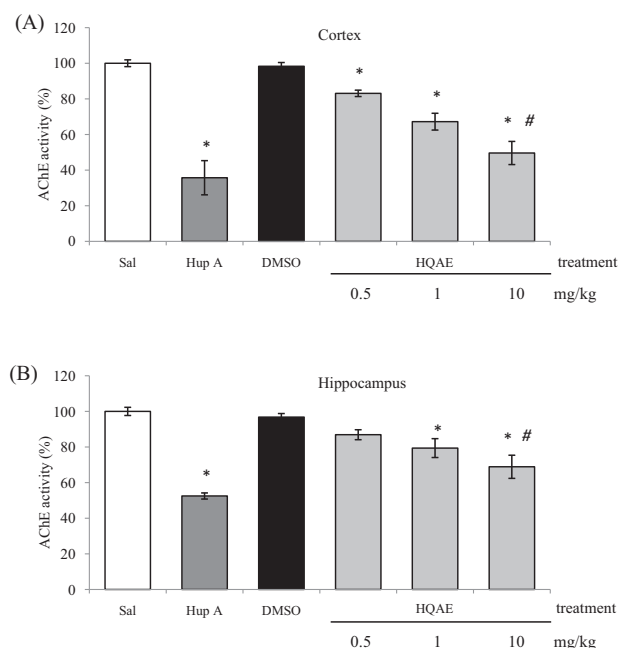 (A)
Cortex
120
100
80
60
40
20
0
AChE activity (%)
*
*
*
* #
Sal Hup A DMSO HQAE treatment
0.5 1 10 mg/kg
(B)
Hippocampus
120
100
80
60
40
20
0
AChE activity (%)
*
*
* #
Sal Hup A DMSO HQAE treatment
0.5 1 10 mg/kg